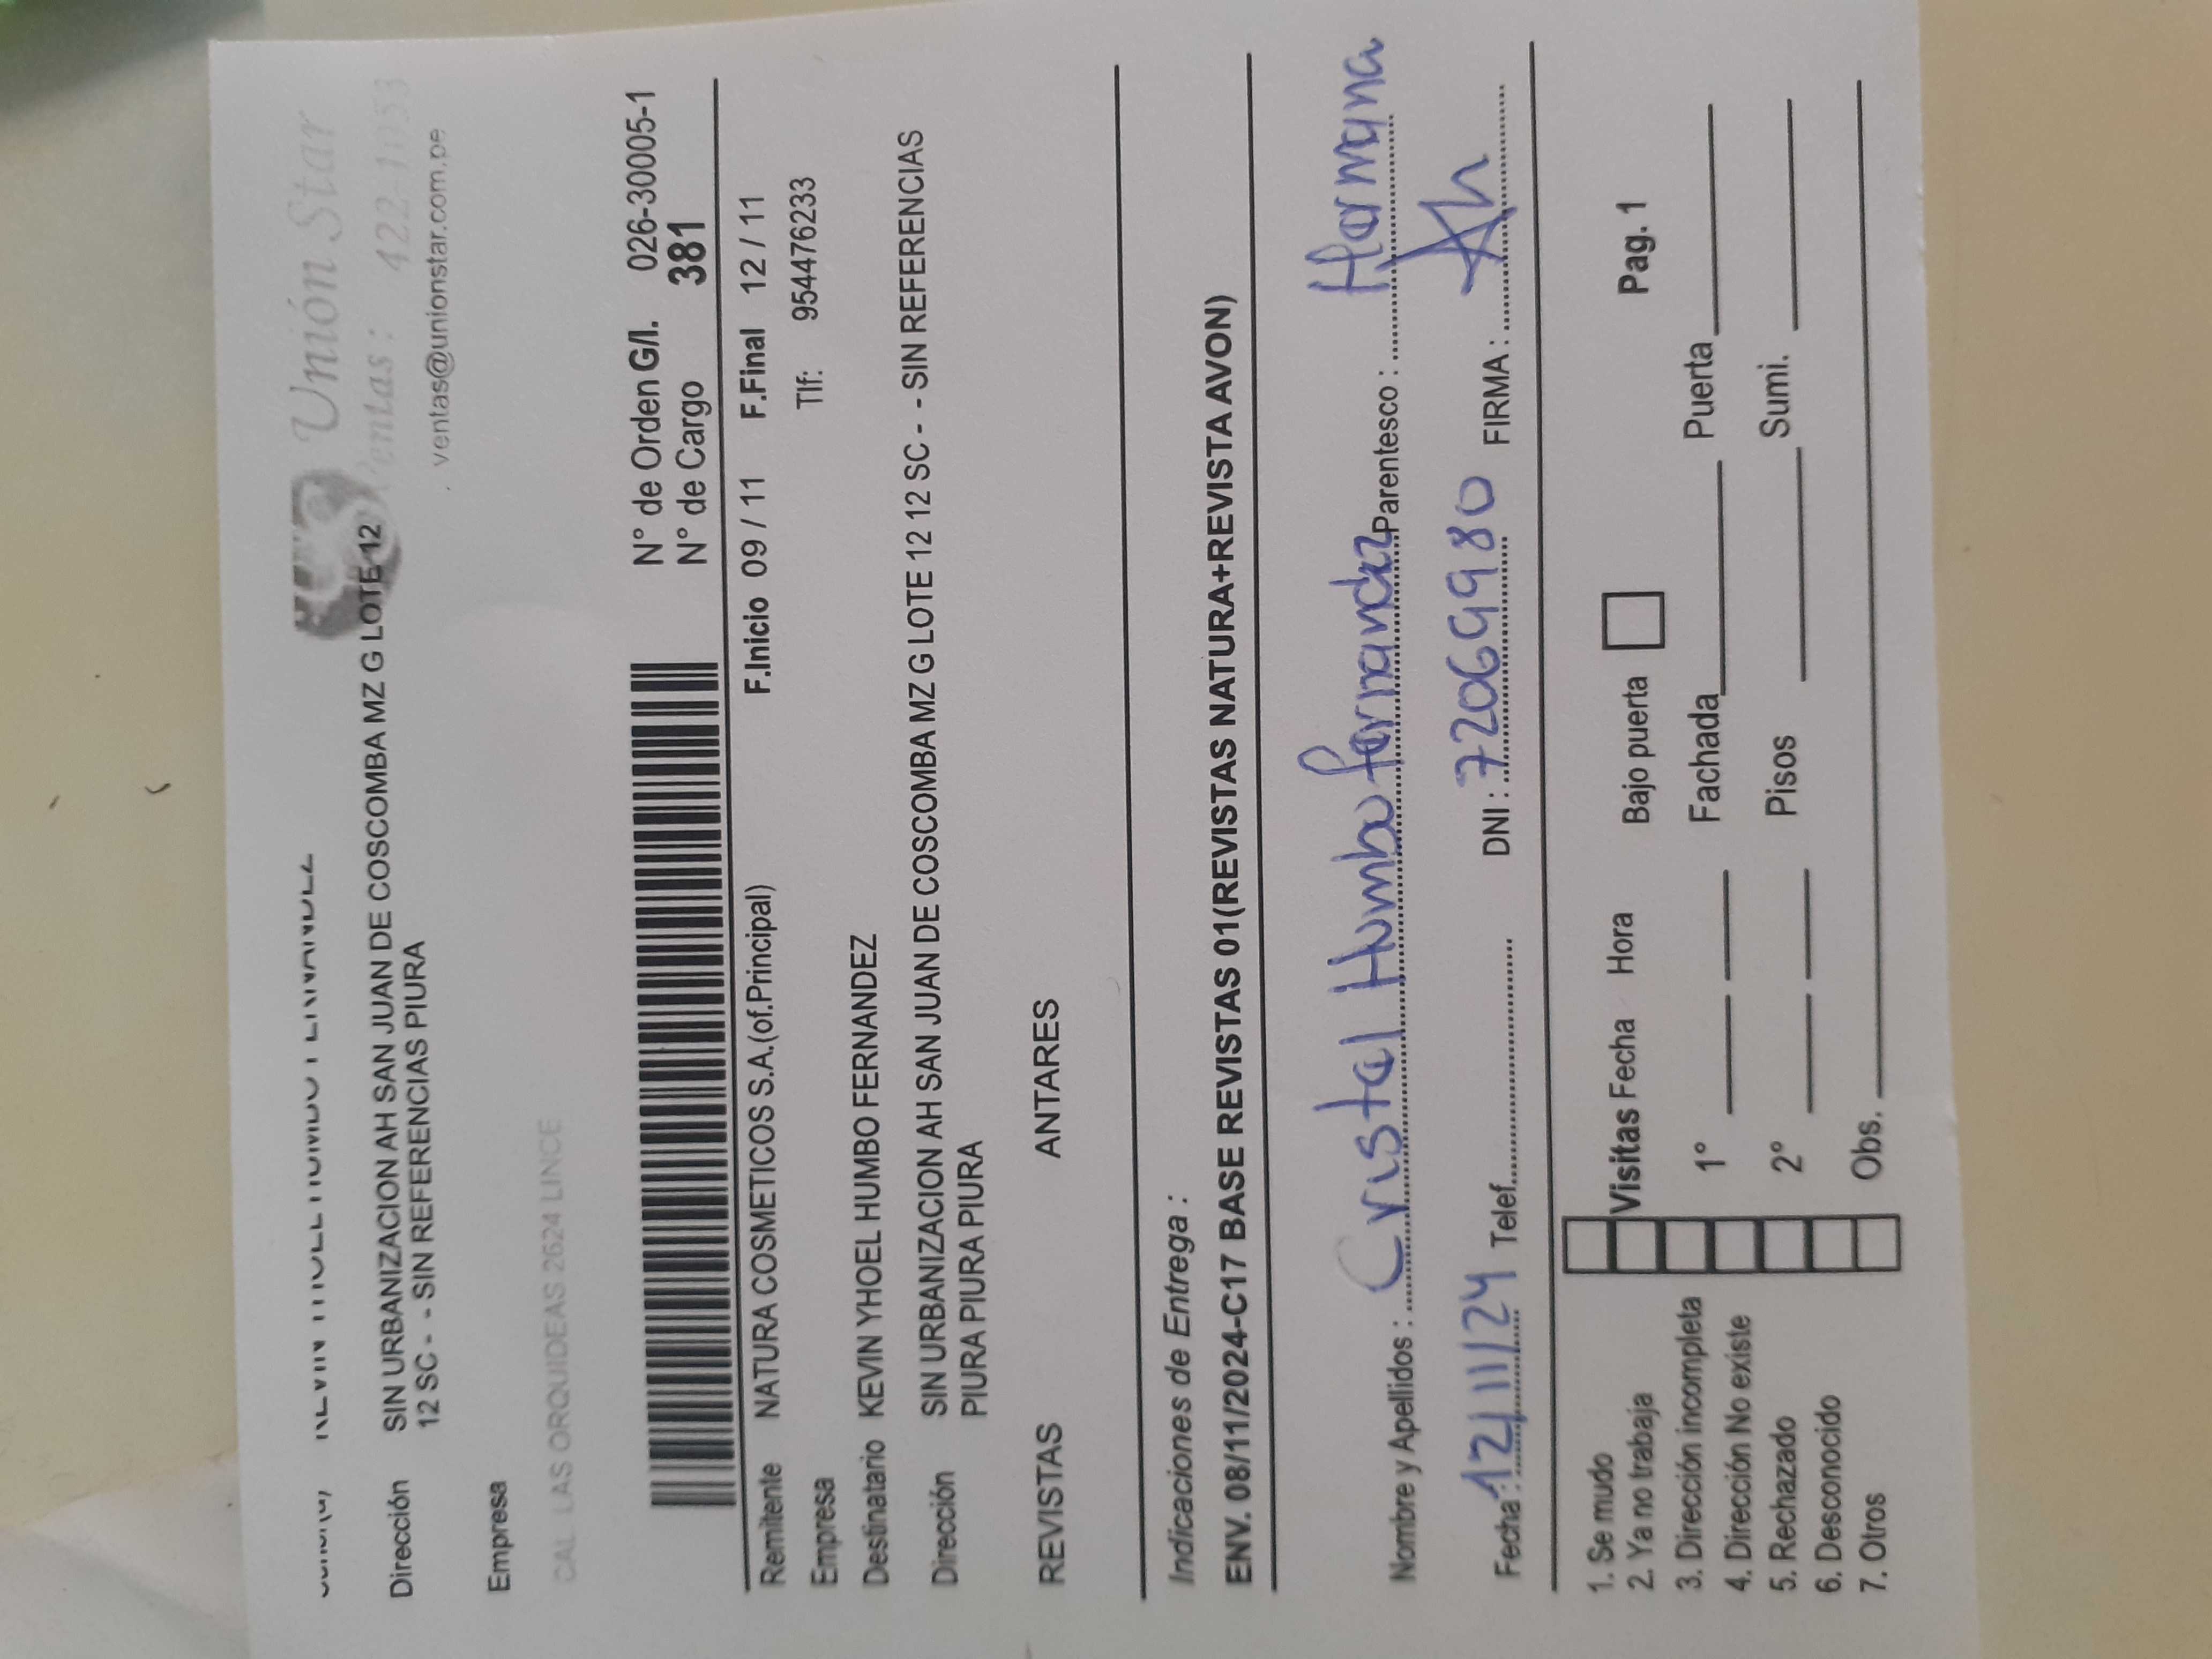 Unión Star
Ventas :
ventas@unionstar.com.pe
Dirección SIN URBANIZACION AH SAN JUAN DE COSCOMBA MZ G LOTE 12
12 SC - - SIN REFERENCIAS PIURA
Empresa
CAL LAS ORQUIDEAS 2624 LINCE
N° de Orden G/I. 026-30005-1
N° de Cargo 381
F.Inicio 09 / 11 F.Final 12 / 11
Remitente NATURA COSMETICOS S.A.(of.Principal)
Tlf: 954476233
Empresa
Destinatario KEVIN YHOEL HUMBO FERNANDEZ
Dirección SIN URBANIZACION AH SAN JUAN DE COSCOMBA MZ G LOTE 12 12 SC - - SIN REFERENCIAS
PIURA PIURA PIURA
REVISTAS ANTARES
Indicaciones de Entrega :
ENV. 08/11/2024-C17 BASE REVISTAS 01(REVISTAS NATURA+REVISTA AVON)
Nombre y Apellidos : Cristal Humbo fernandez Parentesco : Hermana
Fecha : 12/11/24 Telef. DNI : 72069980 FIRMA :
1. Se mudo
2. Ya no trabaja Visitas Fecha Hora Bajo puerta Pag. 1
3. Dirección incompleta
4. Dirección No existe 1° Fachada Puerta
5. Rechazado 2° Pisos Sumi.
6. Desconocido
7. Otros Obs.